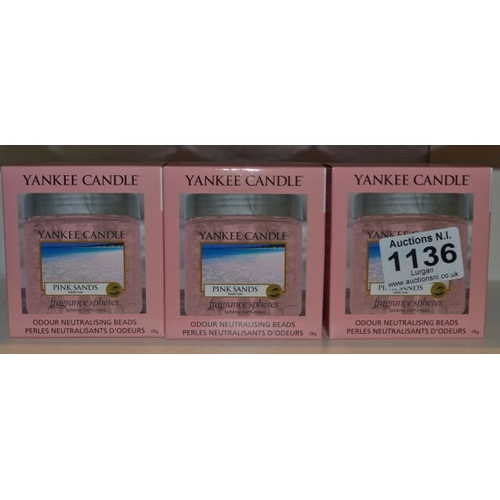 YANKEE CANDLE
YANKEE CANDLE
PINK SANDS
fragrance spheres
ODOUR NEUTRALISING BEADS
PERLES NEUTRALISANTS D'ODEURS
YANKEE CANDLE
YANKEE CANDLE
PINK SANDS
fragrance spheres
ODOUR NEUTRALISING BEADS
PERLES NEUTRALISANTS D'ODEURS
YANKEE CANDLE
YANKEE
Auctions N.I.
1136
Lurgan
www.auctionsni.co.uk
fragrance spheres
ODOUR NEUTRALISING BEADS
PERLES NEUTRALISANTS D'ODEURS